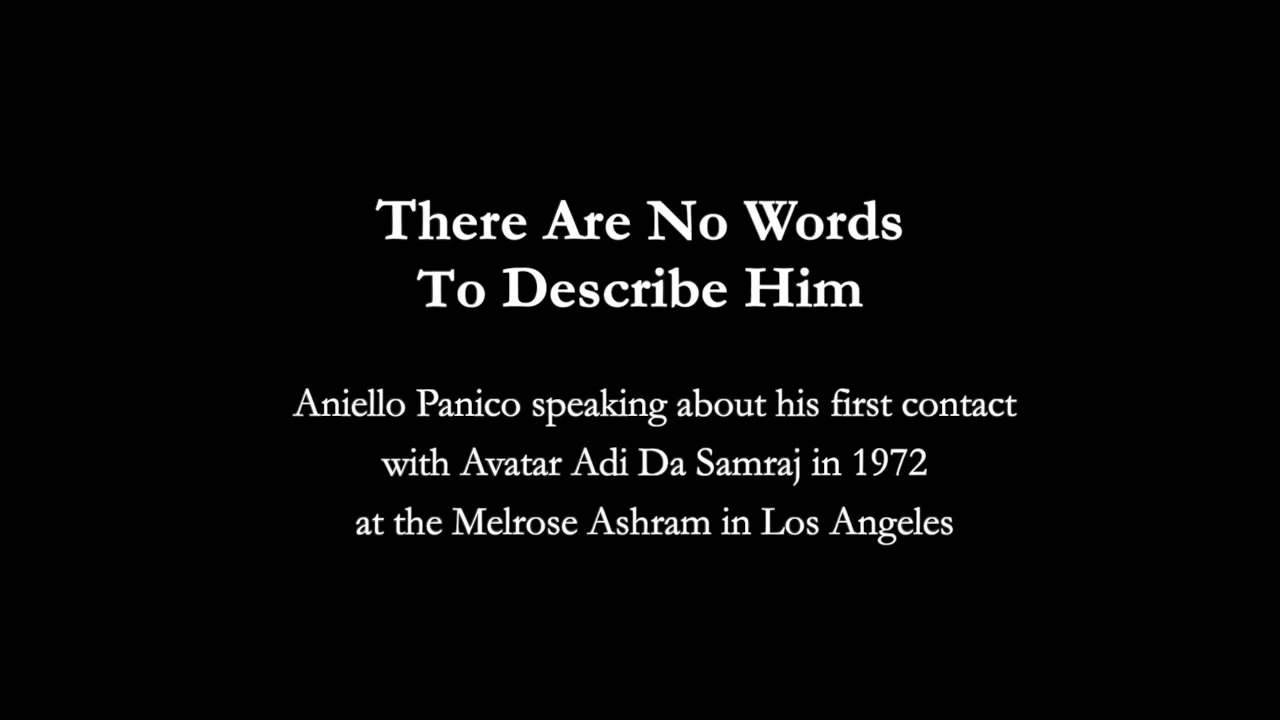 There Are No Words
To Describe Him
Aniello Panico speaking about his first contact
with Avatar Adi Da Samraj in 1972
at the Melrose Ashram in Los Angeles